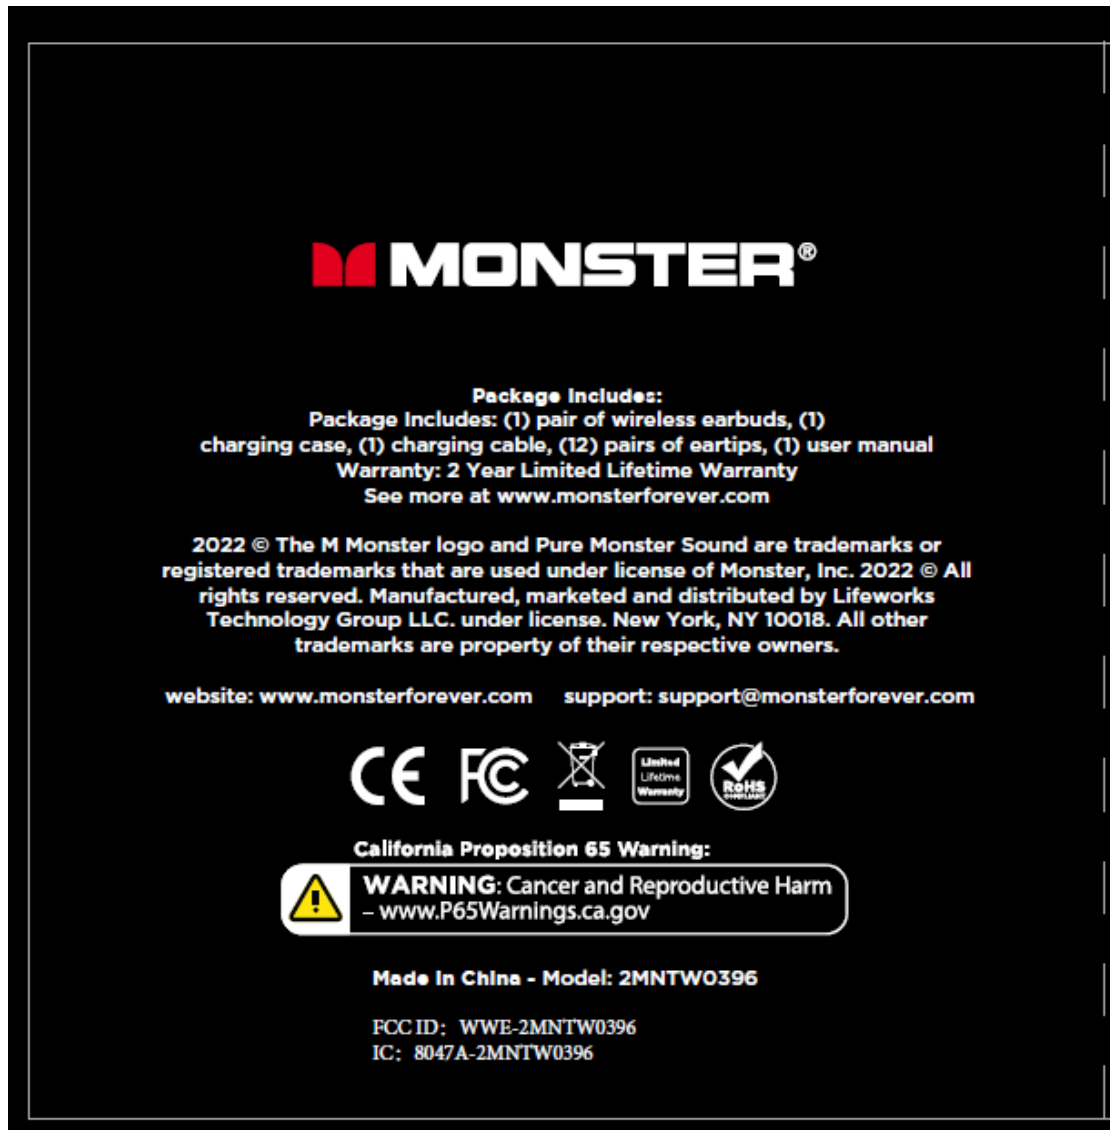 MONSTER®
Package Includes:
Package Includes: (1) pair of wireless earbuds, (1)
charging case, (1) charging cable, (12) pairs of eartips, (1) user manual
Warranty: 2 Year Limited Lifetime Warranty
See more at www.monsterforever.com
2022 © The M Monster logo and Pure Monster Sound are trademarks or
registered trademarks that are used under license of Monster, Inc. 2022 © All
rights reserved. Manufactured, marketed and distributed by Lifeworks
Technology Group LLC. under license. New York, NY 10018. All other
trademarks are property of their respective owners.
website: www.monsterforever.com support: support@monsterforever.com
CE FC
Limited
Lifetime
Warranty
RoHS
COMPLIANT
California Proposition 65 Warning:
WARNING: Cancer and Reproductive Harm
– www.P65Warnings.ca.gov
Made in China - Model: 2MNTW0396
FCC ID：WWE-2MNTW0396
IC：8047A-2MNTW0396